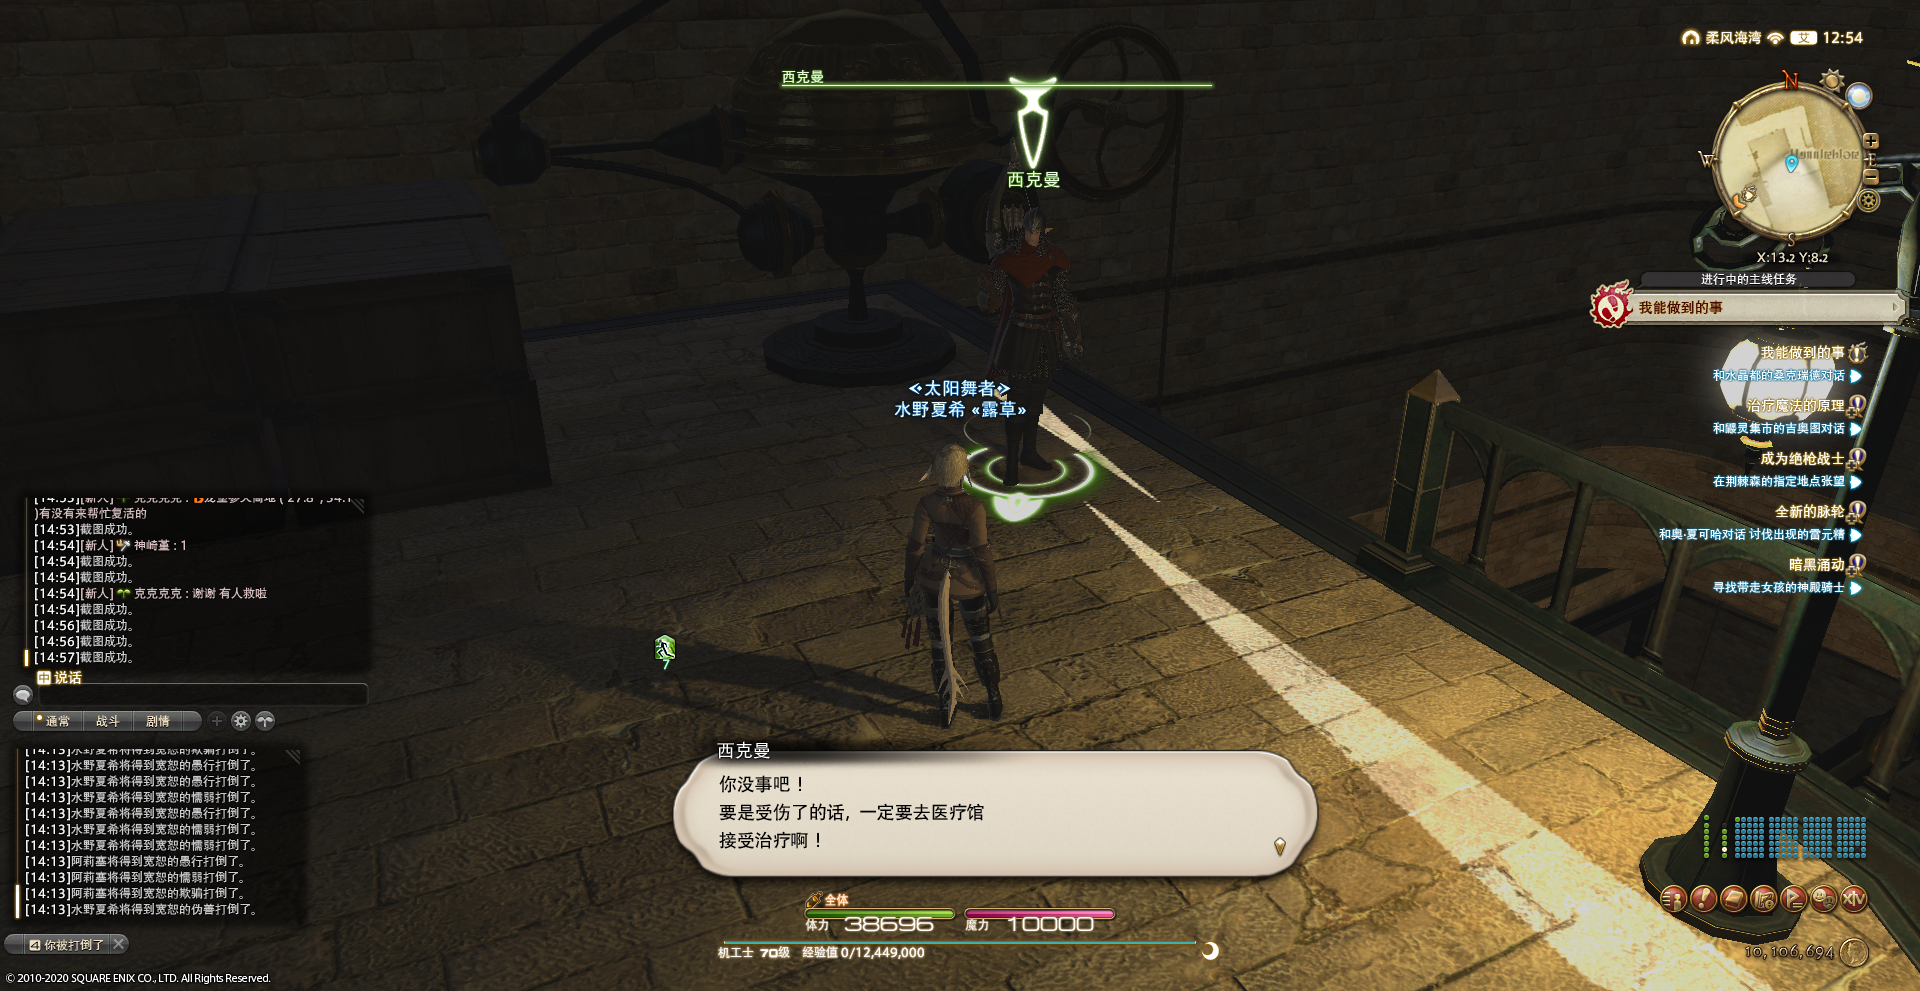 柔风海湾 艾 12:54
西克曼
西克曼
N
W
E
S
X:13.2 Y:8.2
进行中的主线任务
我能做到的事
我能做到的事
和水晶都的桑克瑞德对话
治疗魔法的原理
和鼹灵集市的吉奥图对话
成为绝枪战士
在荆棘森的指定地点张望
全新的脉轮
和奥·夏可哈对话 讨伐出现的雷元精
暗黑涌动
寻找带走女孩的神殿骑士
太阳舞者
水野夏希 «露草»
7
)有没有来帮忙复活的
[14:53]截图成功。
[14:54][新人] 神崎堇 : 1
[14:54]截图成功。
[14:54]截图成功。
[14:54][新人] 克克克克 : 谢谢 有人救啦
[14:54]截图成功。
[14:56]截图成功。
[14:56]截图成功。
[14:57]截图成功。
说话
通常 战斗 剧情
[14:13]水野夏希将得到宽恕的欺骗打倒了。
[14:13]水野夏希将得到宽恕的愚行打倒了。
[14:13]水野夏希将得到宽恕的愚行打倒了。
[14:13]水野夏希将得到宽恕的懦弱打倒了。
[14:13]水野夏希将得到宽恕的愚行打倒了。
[14:13]水野夏希将得到宽恕的懦弱打倒了。
[14:13]水野夏希将得到宽恕的懦弱打倒了。
[14:13]阿莉塞将得到宽恕的愚行打倒了。
[14:13]阿莉塞将得到宽恕的懦弱打倒了。
[14:13]阿莉塞将得到宽恕的欺骗打倒了。
[14:13]水野夏希将得到宽恕的伪善打倒了。
4 你被打倒了
西克曼
你没事吧！
要是受伤了的话，一定要去医疗馆
接受治疗啊！
全体
体力 38696 魔力 10000
机工士 70级 经验值 0/12,449,000
XIV
10,106,694
© 2010-2020 SQUARE ENIX CO., LTD. All Rights Reserved.